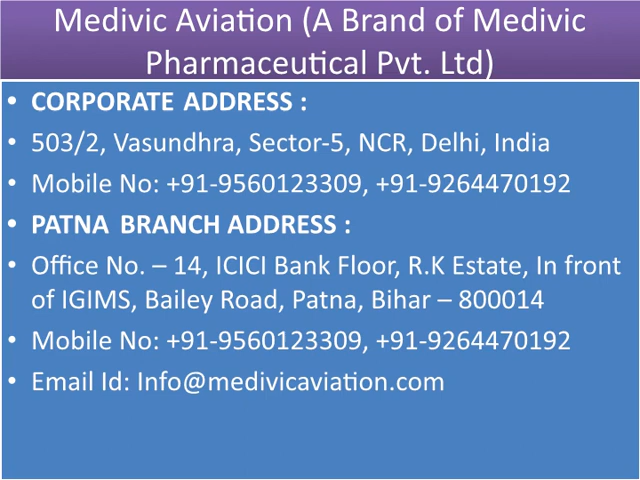 Medivic Aviation (A Brand of Medivic
Pharmaceutical Pvt. Ltd)
• CORPORATE ADDRESS :
• 503/2, Vasundhra, Sector-5, NCR, Delhi, India
• Mobile No: +91-9560123309, +91-9264470192
• PATNA BRANCH ADDRESS :
• Office No. – 14, ICICI Bank Floor, R.K Estate, In front
of IGIMS, Bailey Road, Patna, Bihar – 800014
• Mobile No: +91-9560123309, +91-9264470192
• Email Id: Info@medivicaviation.com